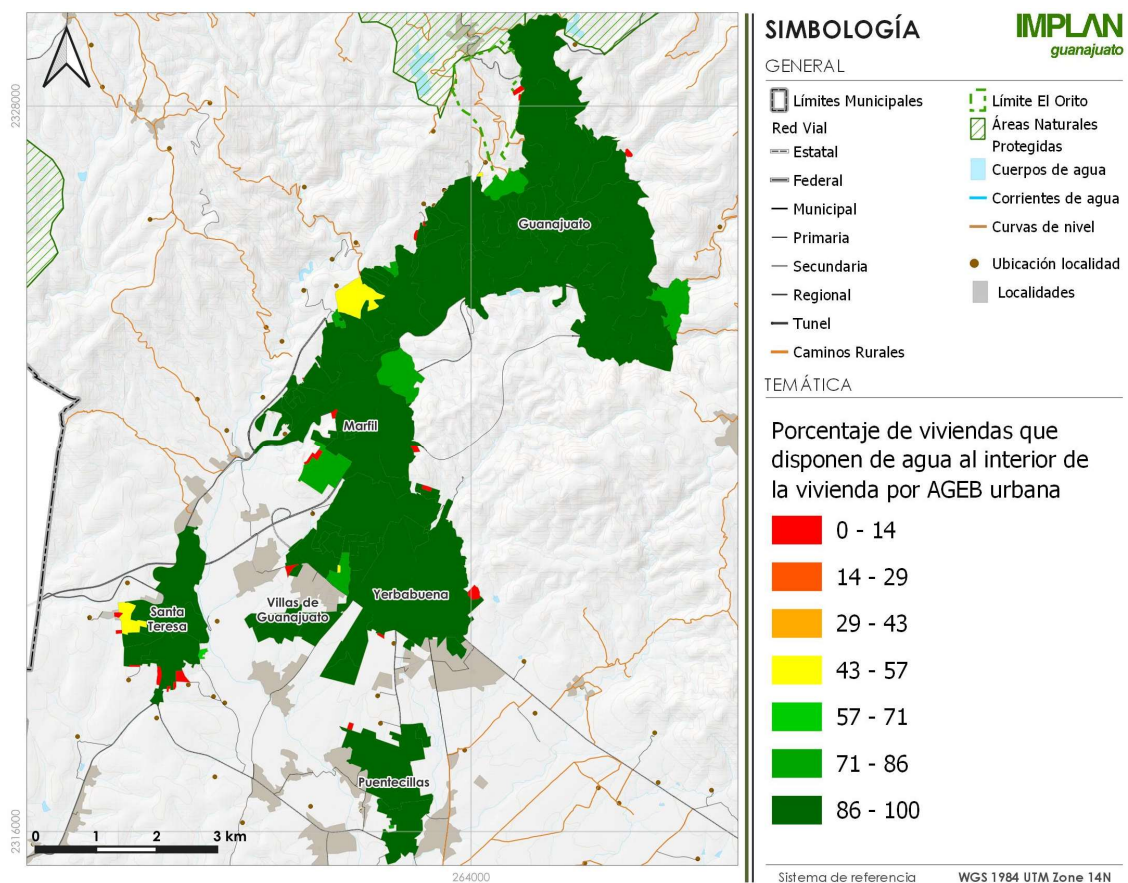 2328000
2316000
264000
Guanajuato
Marfil
Santa
Teresa
Villas de
Guanajuato
Yerbabuena
Puentecillas
0 1 2 3 km
SIMBOLOGÍA
IMPLAN
guanajuato
GENERAL
Límites Municipales
Red Vial
Estatal
Federal
Municipal
Primaria
Secundaria
Regional
Tunel
Caminos Rurales
Límite El Orito
Áreas Naturales
Protegidas
Cuerpos de agua
Corrientes de agua
Curvas de nivel
Ubicación localidad
Localidades
TEMÁTICA
Porcentaje de viviendas que
disponen de agua al interior de
la vivienda por AGEB urbana
0 - 14
14 - 29
29 - 43
43 - 57
57 - 71
71 - 86
86 - 100
Sistema de referencia WGS 1984 UTM Zone 14N